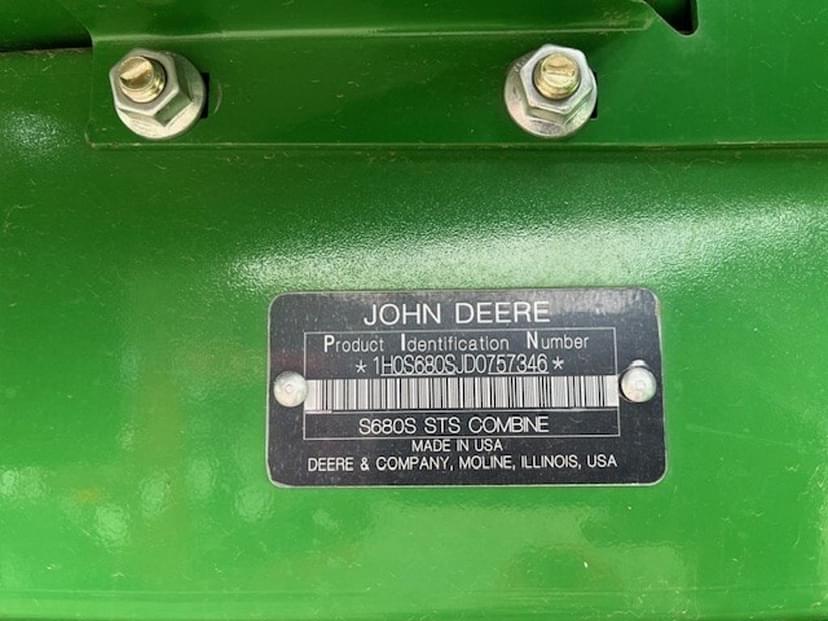 JOHN DEERE
Product Identification Number
*1H0S680SJD0757346*
S680S STS COMBINE
MADE IN USA
DEERE & COMPANY, MOLINE, ILLINOIS, USA